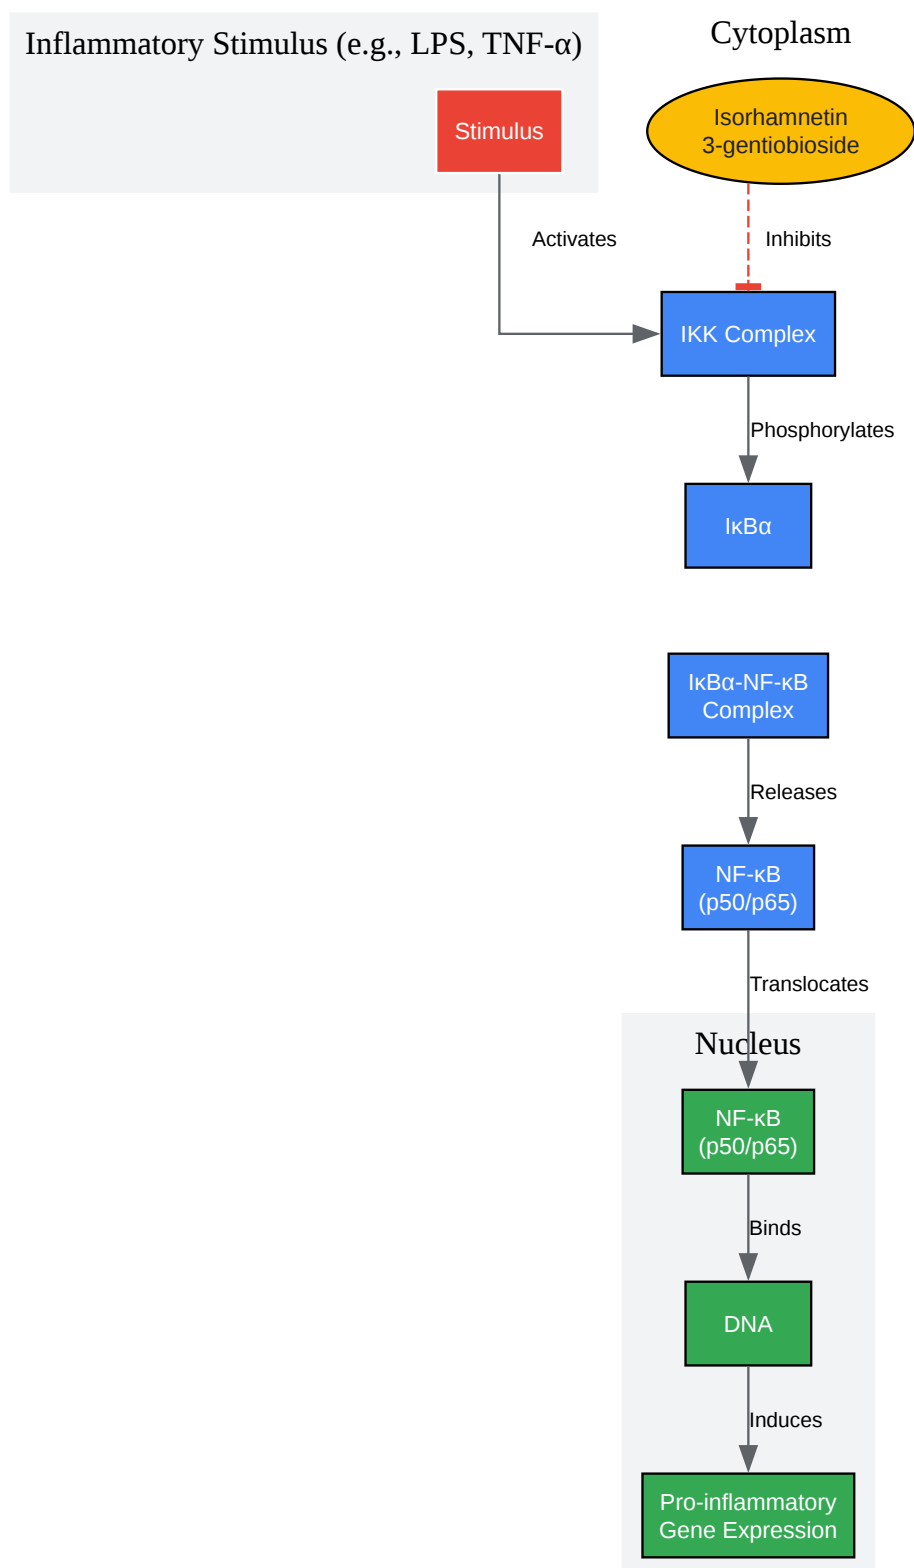 Inflammatory Stimulus (e.g., LPS, TNF-α)
Cytoplasm
Stimulus
Isorhamnetin
3-gentiobioside
Activates
Inhibits
IKK Complex
Phosphorylates
IκBα
IκBα-NF-κB
Complex
Releases
NF-κB
(p50/p65)
Translocates
Nucleus
NF-κB
(p50/p65)
Binds
DNA
Induces
Pro-inflammatory
Gene Expression